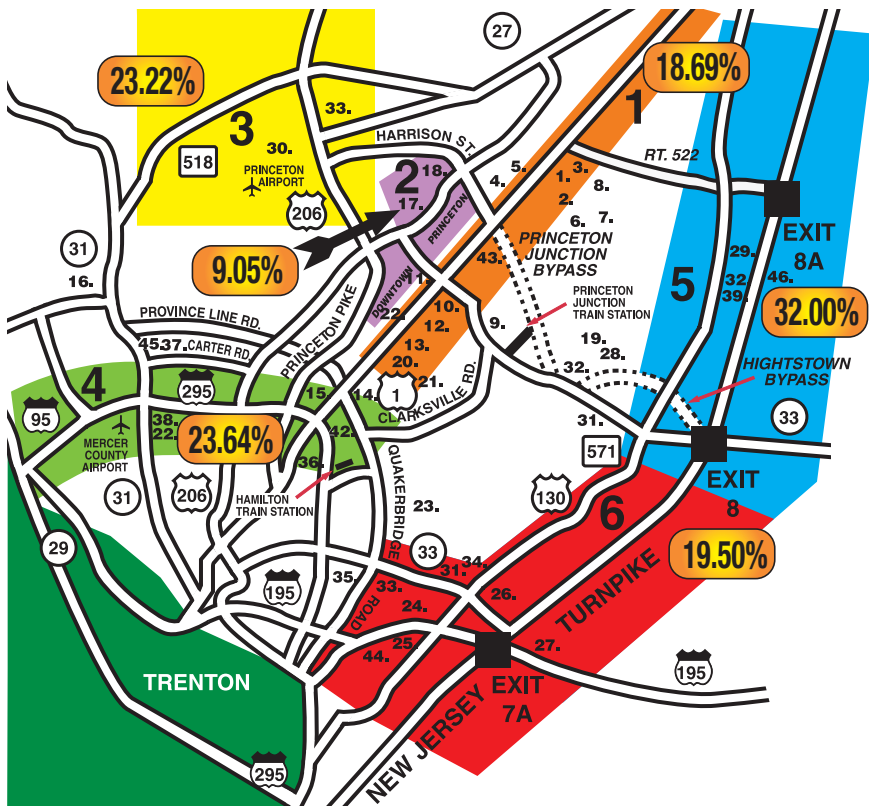 27
23.22%
18.69%
1
33.
3
HARRISON ST.
30.
518
PRINCETON
AIRPORT
206
2
18.
17.
5.
4.
1.
3.
2.
8.
6.
7.
RT. 522
PRINCETON
DOWNTOWN
PRINCETON
JUNCTION
BYPASS
43.
EXIT
8A
29.
32
39.
46.
5
32.00%
31
16.
9.05%
11.
22.
10.
12.
13.
20.
21.
9.
PRINCETON
JUNCTION
TRAIN STATION
PROVINCE LINE RD.
PRINCETON PIKE
45.
37.
CARTER RD.
19.
28.
32.
HIGHTSTOWN
BYPASS
4
295
95
15.
14.
1
CLARKSVILLE RD.
MERCER
COUNTY
AIRPORT
38.
22.
23.64%
42.
36.
31.
33
571
EXIT
8
31
206
HAMILTON
TRAIN STATION
QUAKERBRIDGE
ROAD
23.
130
6
19.50%
29
33
34.
31.
195
35.
33.
24.
26.
25.
44.
27.
TURNPIKE
NEW JERSEY
EXIT
7A
195
TRENTON
295